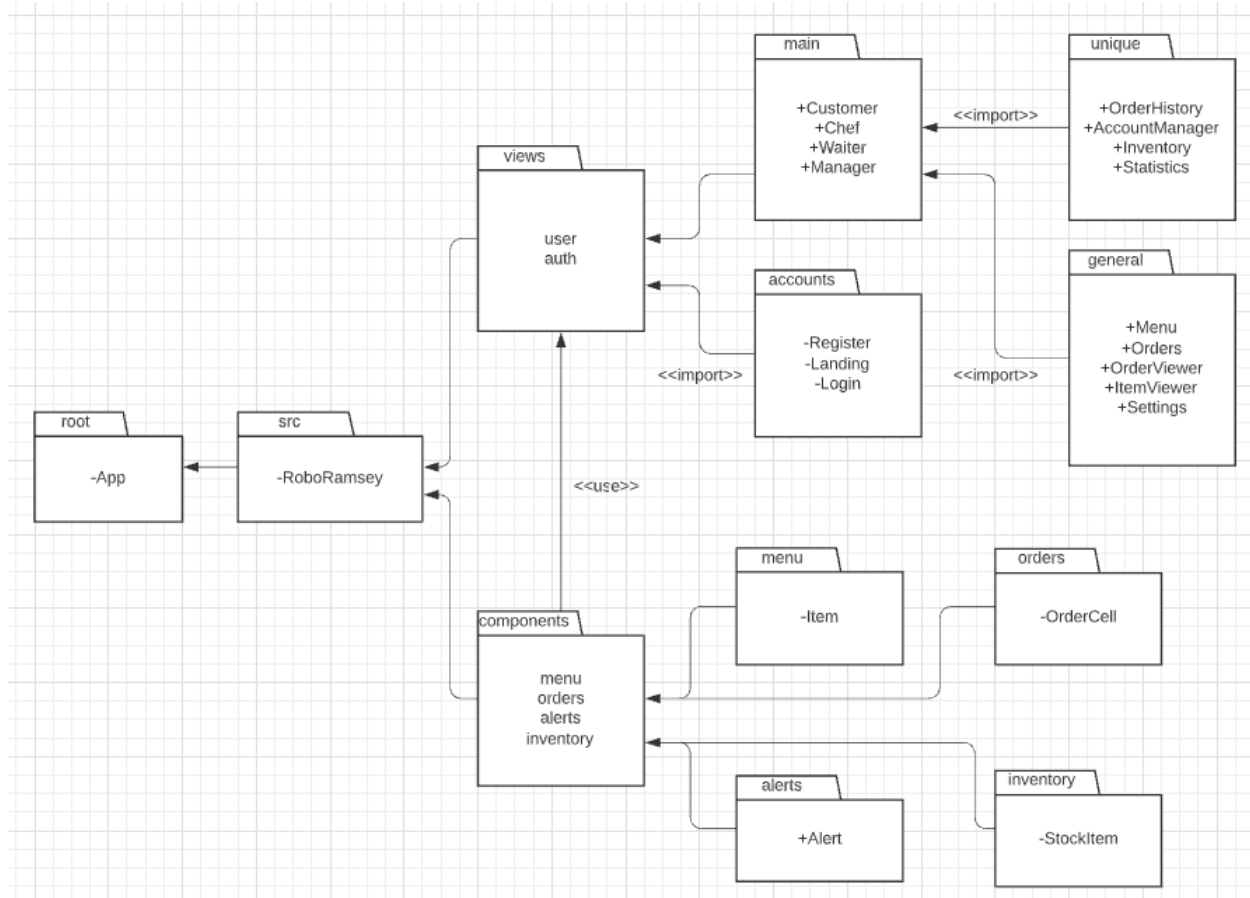 main
+Customer
+Chef
+Waiter
+Manager
<<import>>
unique
+OrderHistory
+AccountManager
+Inventory
+Statistics
views
user
auth
accounts
-Register
-Landing
-Login
<<import>>
<<import>>
general
+Menu
+Orders
+OrderViewer
+ItemViewer
+Settings
root
-App
src
-RoboRamsey
<<use>>
components
menu
orders
alerts
inventory
menu
-Item
orders
-OrderCell
alerts
+Alert
inventory
-StockItem